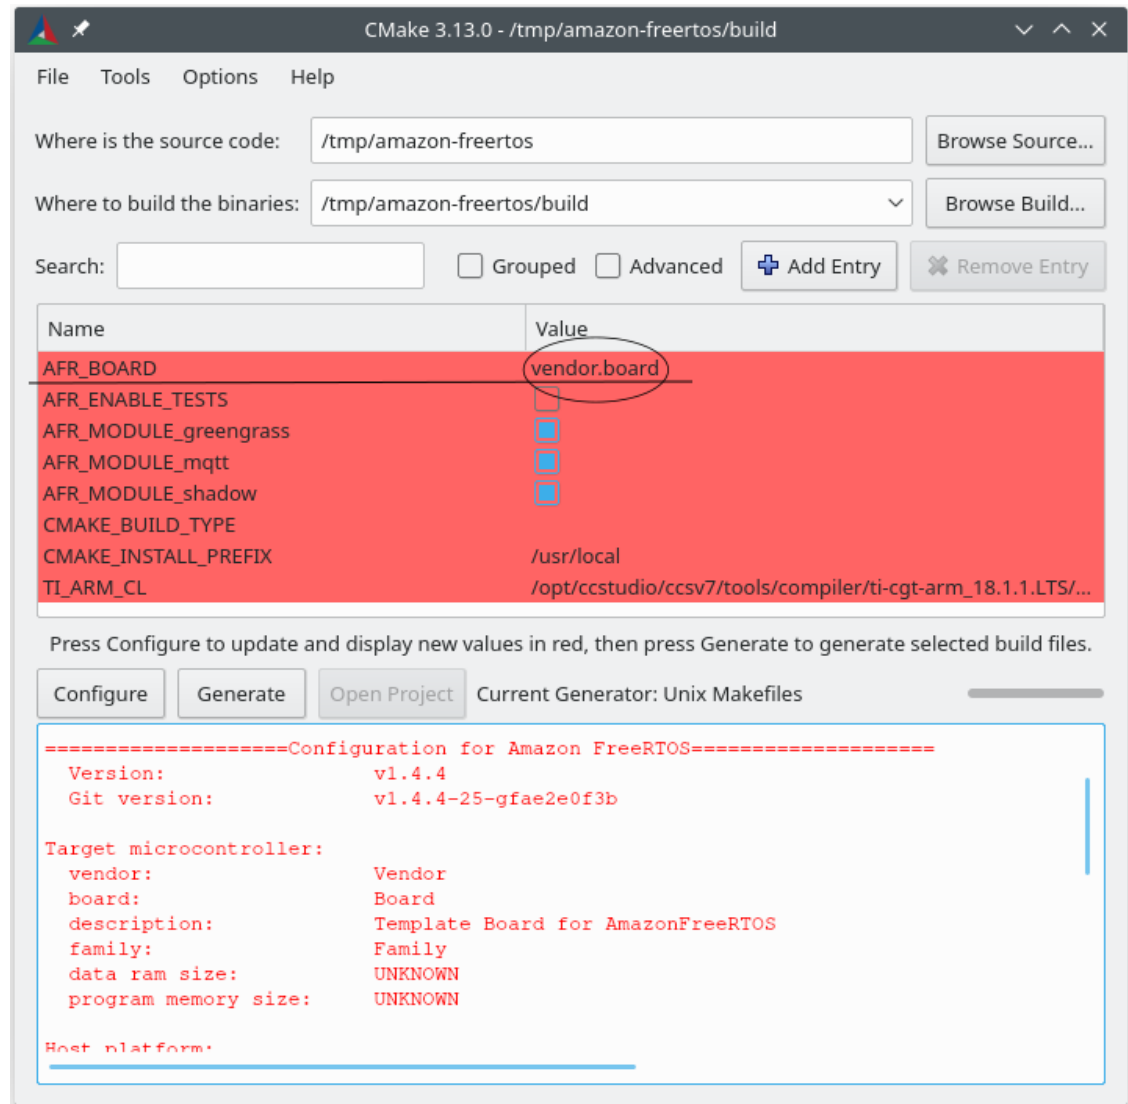 CMake 3.13.0 - /tmp/amazon-freertos/build
File Tools Options Help
Where is the source code: /tmp/amazon-freertos Browse Source...
Where to build the binaries: /tmp/amazon-freertos/build Browse Build...
Search: Grouped Advanced Add Entry Remove Entry
Name Value
AFR_BOARD vendor.board
AFR_ENABLE_TESTS
AFR_MODULE_greengrass
AFR_MODULE_mqtt
AFR_MODULE_shadow
CMAKE_BUILD_TYPE
CMAKE_INSTALL_PREFIX /usr/local
TI_ARM_CL /opt/ccstudio/ccsv7/tools/compiler/ti-cgt-arm_18.1.1.LTS/...
Press Configure to update and display new values in red, then press Generate to generate selected build files.
Configure Generate Open Project Current Generator: Unix Makefiles
====================Configuration for Amazon FreeRTOS====================
Version: v1.4.4
Git version: v1.4.4-25-gfae2e0f3b
Target microcontroller:
vendor: Vendor
board: Board
description: Template Board for AmazonFreeRTOS
family: Family
data ram size: UNKNOWN
program memory size: UNKNOWN
Host platform: